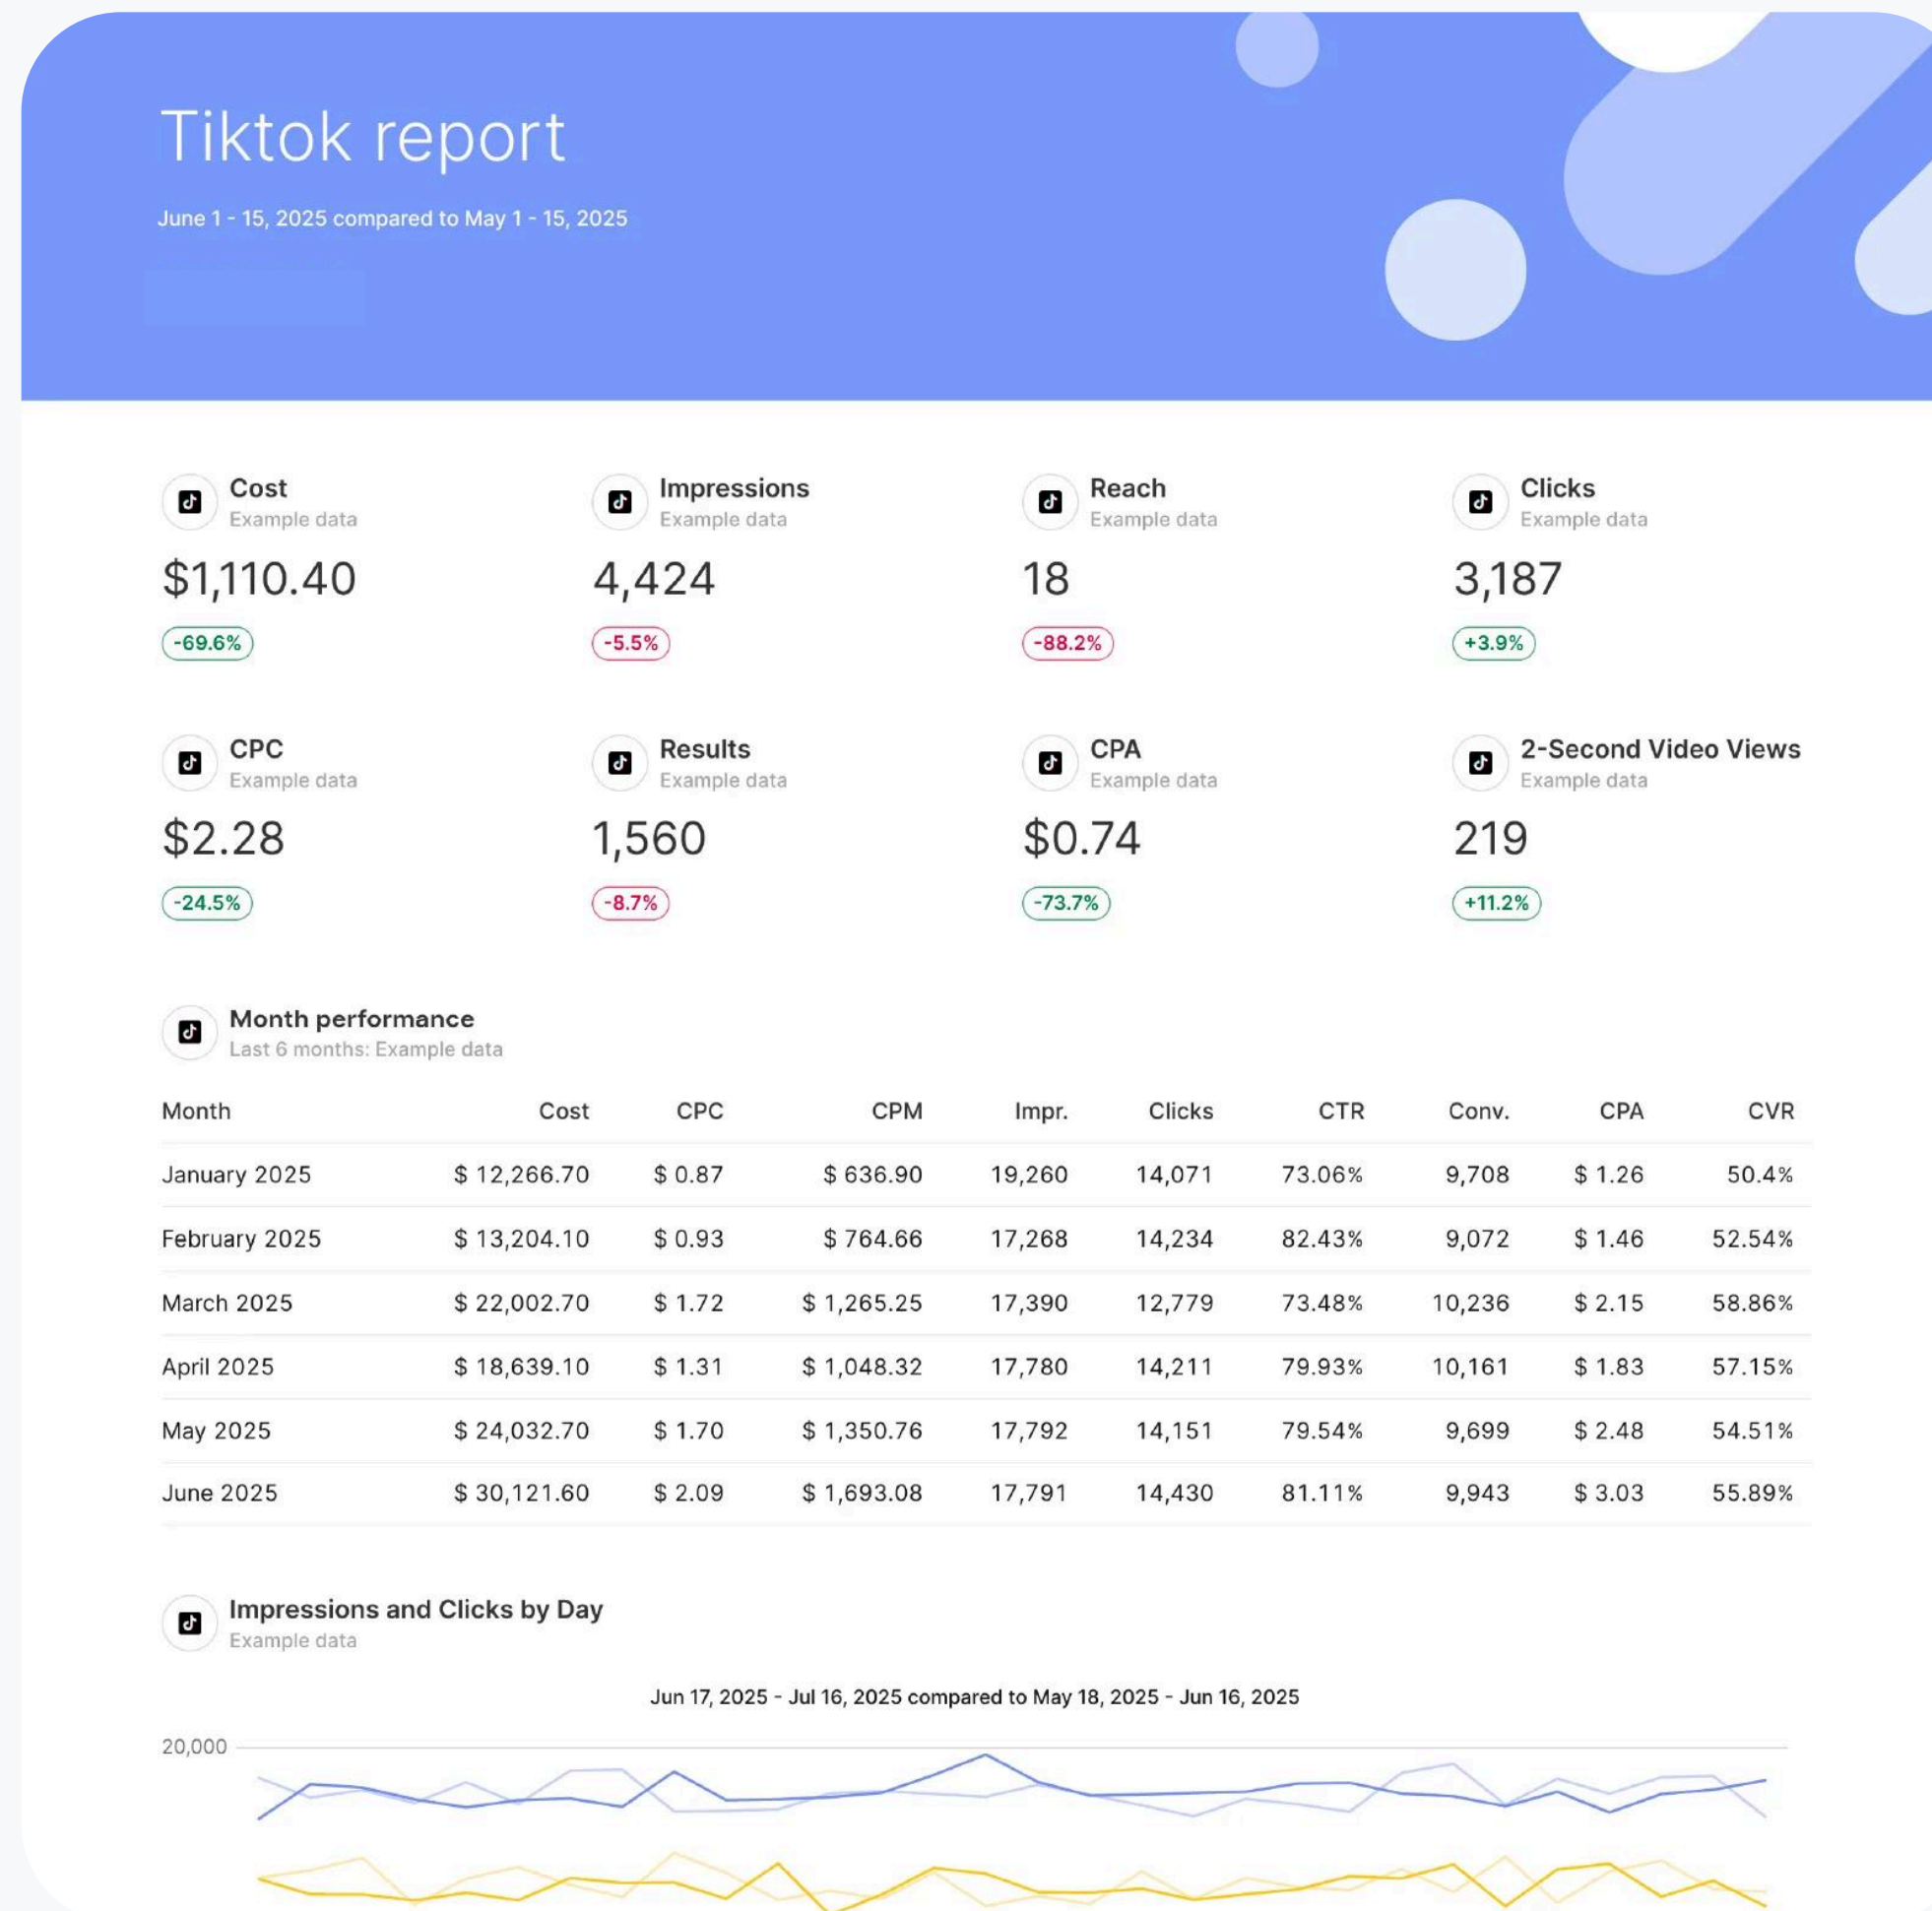 Tiktok report
June 1 - 15, 2025 compared to May 1 - 15, 2025
Cost
Example data
$1,110.40
-69.6%
Impressions
Example data
4,424
-5.5%
Reach
Example data
18
-88.2%
Clicks
Example data
3,187
+3.9%
CPC
Example data
$2.28
-24.5%
Results
Example data
1,560
-8.7%
CPA
Example data
$0.74
-73.7%
2-Second Video Views
Example data
219
+11.2%
Month performance
Last 6 months: Example data
Month Cost CPC CPM Impr. Clicks CTR Conv. CPA CVR
January 2025 $ 12,266.70 $ 0.87 $ 636.90 19,260 14,071 73.06% 9,708 $ 1.26 50.4%
February 2025 $ 13,204.10 $ 0.93 $ 764.66 17,268 14,234 82.43% 9,072 $ 1.46 52.54%
March 2025 $ 22,002.70 $ 1.72 $ 1,265.25 17,390 12,779 73.48% 10,236 $ 2.15 58.86%
April 2025 $ 18,639.10 $ 1.31 $ 1,048.32 17,780 14,211 79.93% 10,161 $ 1.83 57.15%
May 2025 $ 24,032.70 $ 1.70 $ 1,350.76 17,792 14,151 79.54% 9,699 $ 2.48 54.51%
June 2025 $ 30,121.60 $ 2.09 $ 1,693.08 17,791 14,430 81.11% 9,943 $ 3.03 55.89%
Impressions and Clicks by Day
Example data
Jun 17, 2025 - Jul 16, 2025 compared to May 18, 2025 - Jun 16, 2025
20,000